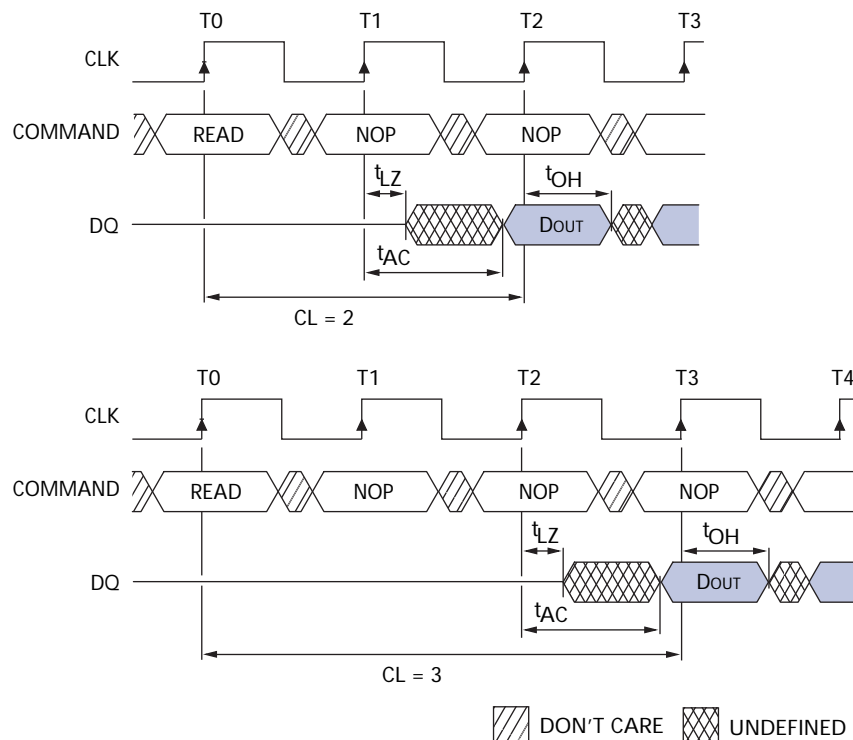 T0 T1 T2 T3
CLK
COMMAND READ NOP NOP
tLZ tOH
DQ DOUT
tAC
CL = 2
T0 T1 T2 T3 T4
CLK
COMMAND READ NOP NOP NOP
tLZ tOH
DQ DOUT
tAC
CL = 3
DON'T CARE UNDEFINED